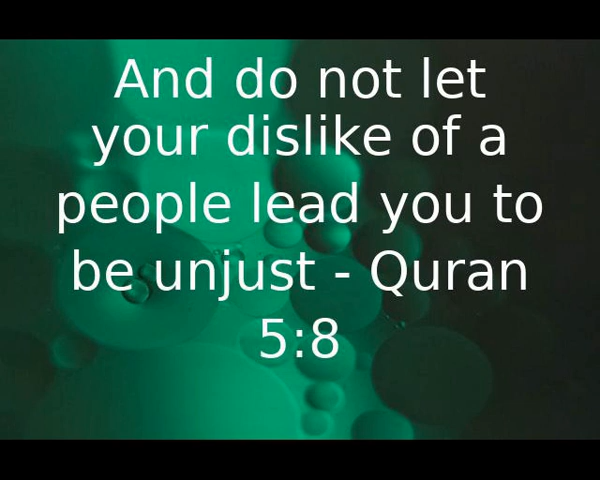 And do not let
your dislike of a
people lead you to
be unjust - Quran
5:8